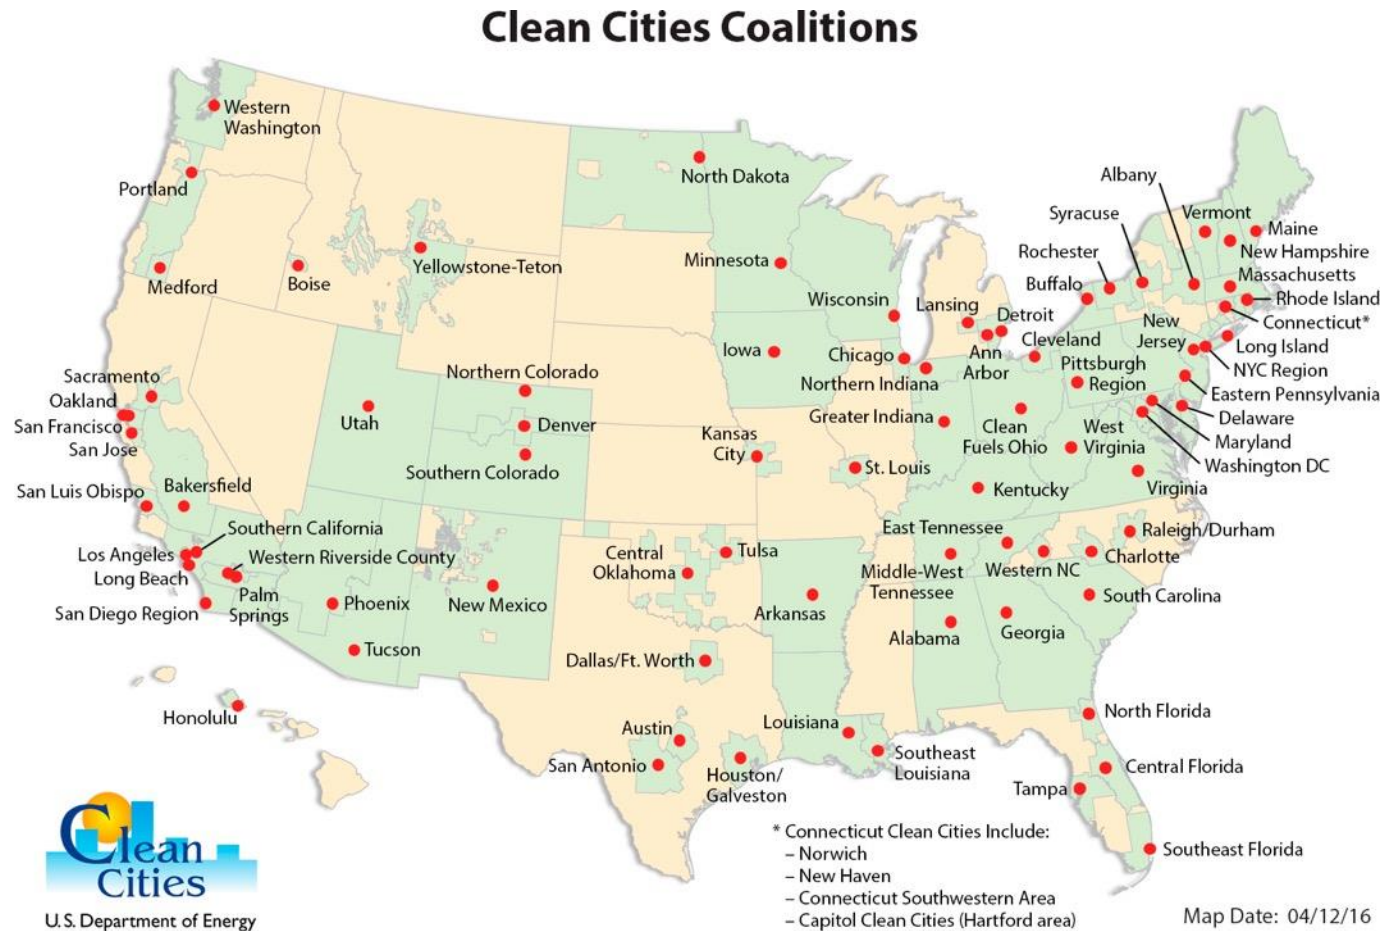 Clean Cities Coalitions
Western
Washington
Portland
Medford
Boise
Yellowstone-Teton
North Dakota
Minnesota
Wisconsin
Iowa
Chicago
Northern Indiana
Greater Indiana
Lansing
Detroit
Ann
Arbor
Cleveland
Clean
Fuels Ohio
Pittsburgh
Region
West
Virginia
Buffalo
Rochester
Syracuse
Albany
Vermont
Maine
New Hampshire
Massachusetts
Rhode Island
Connecticut*
Long Island
NYC Region
New
Jersey
Eastern Pennsylvania
Delaware
Maryland
Washington DC
Virginia
Sacramento
Oakland
San Francisco
San Jose
San Luis Obispo
Bakersfield
Southern California
Los Angeles
Western Riverside County
Long Beach
Palm
Springs
San Diego Region
Utah
Northern Colorado
Denver
Southern Colorado
Phoenix
Tucson
New Mexico
Kansas
City
St. Louis
Kentucky
Central
Oklahoma
Tulsa
Arkansas
East Tennessee
Middle-West
Tennessee
Western NC
Raleigh/Durham
Charlotte
South Carolina
Alabama
Georgia
Dallas/Ft. Worth
Austin
San Antonio
Houston/
Galveston
Louisiana
Southeast
Louisiana
North Florida
Central Florida
Tampa
Southeast Florida
Honolulu
* Connecticut Clean Cities Include:
– Norwich
– New Haven
– Connecticut Southwestern Area
– Capitol Clean Cities (Hartford area)
Clean
Cities
U.S. Department of Energy
Map Date: 04/12/16